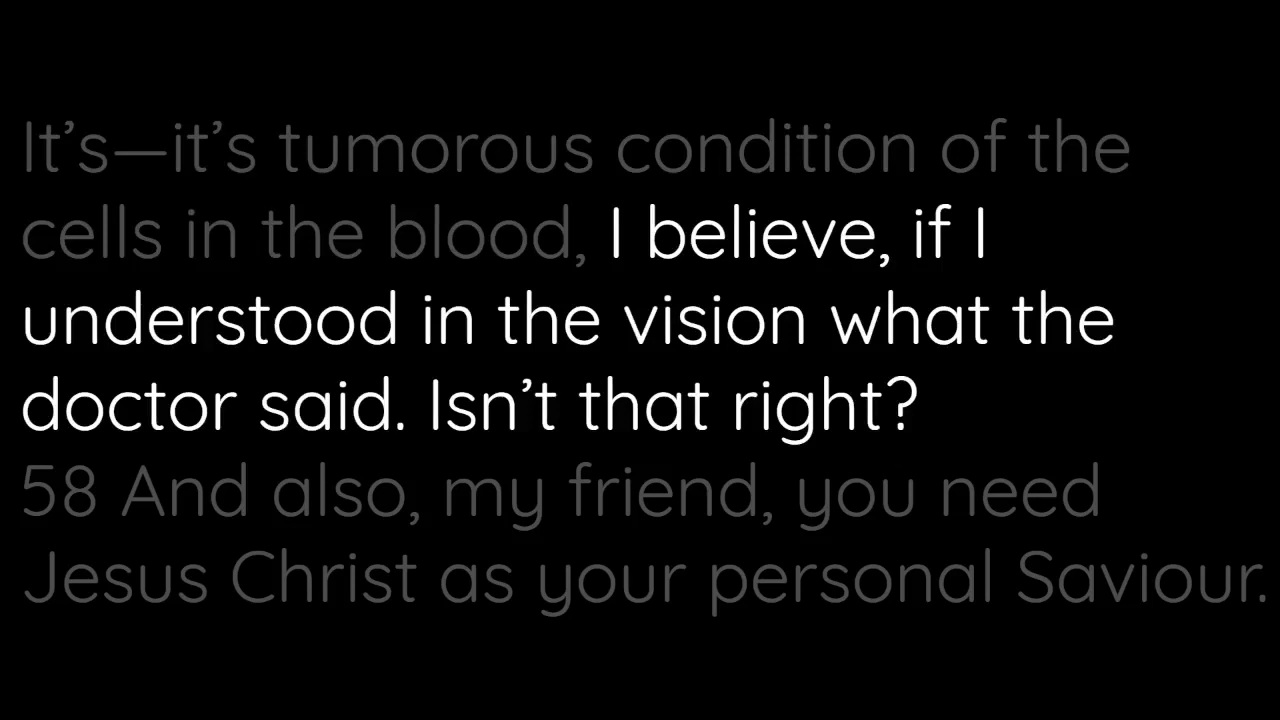 It’s—it’s tumorous condition of the
cells in the blood, I believe, if I
understood in the vision what the
doctor said. Isn’t that right?
58 And also, my friend, you need
Jesus Christ as your personal Saviour.